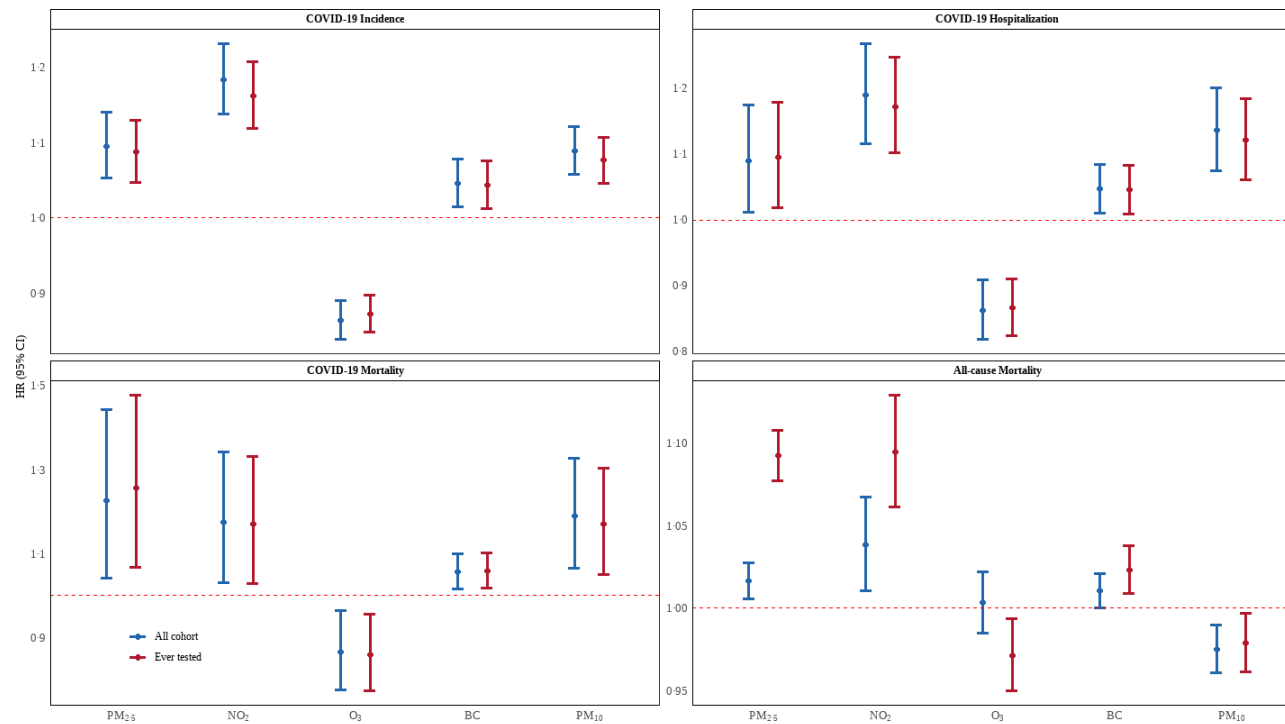 COVID-19 Incidence
COVID-19 Hospitalization
1·2
1·1
1·0
0·9
1·2
1·1
1·0
0·9
0·8
HR (95% CI)
COVID-19 Mortality
All-cause Mortality
1·5
1·3
1·1
0·9
All cohort
Ever tested
1·10
1·05
1·00
0·95
PM₂.₅ NO₂ O₃ BC PM₁₀
PM₂.₅ NO₂ O₃ BC PM₁₀